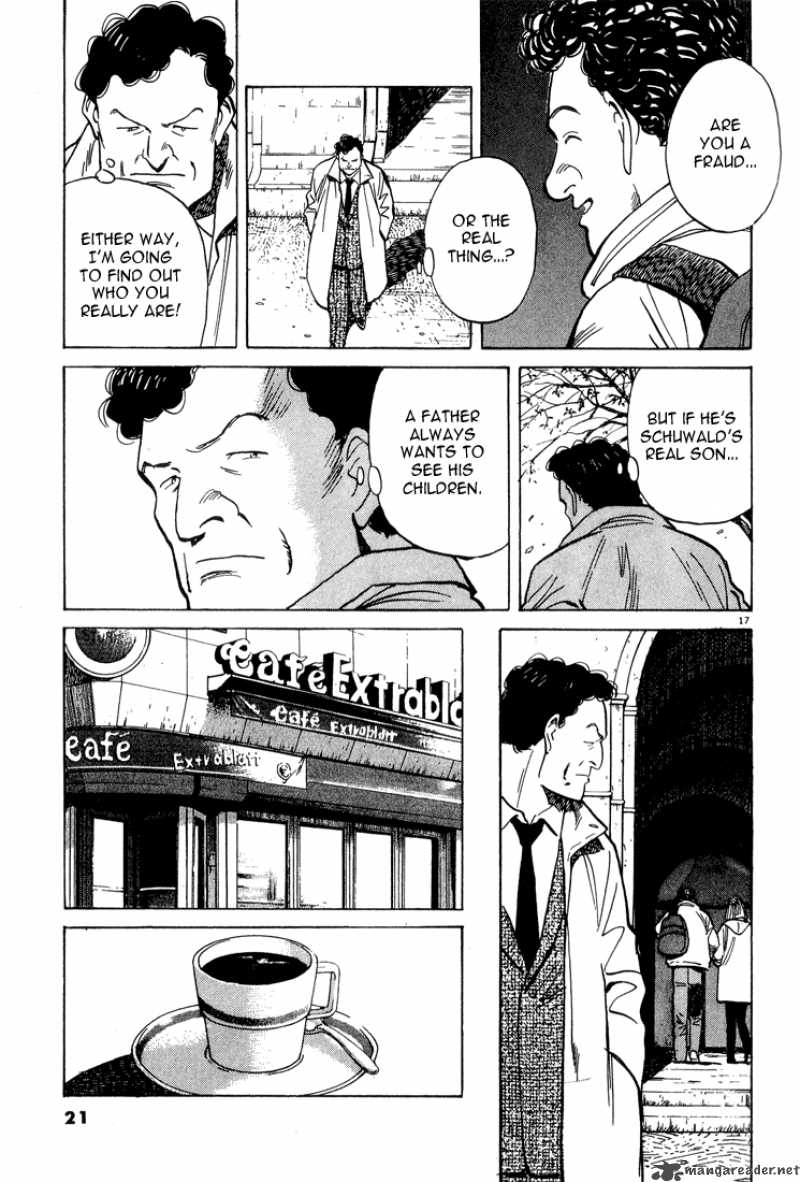 ARE
YOU A
FRAUD...
OR THE
REAL
THING...?
EITHER WAY,
I'M GOING
TO FIND OUT
WHO YOU
REALLY ARE!
BUT IF HE'S
SCHUWALD'S
REAL SON...
A FATHER
ALWAYS
WANTS TO
SEE HIS
CHILDREN.
17
Café Extrabla
Café Extrablatt
café
Extrablatt
21
mangareader.net